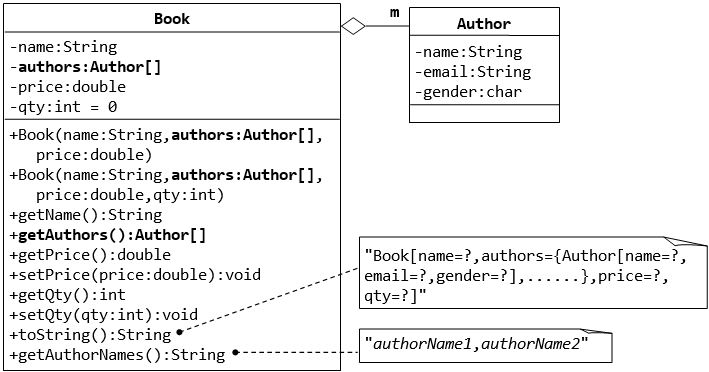 Book
-name:String
-authors:Author[]
-price:double
-qty:int = 0
+Book(name:String,authors:Author[],
price:double)
+Book(name:String,authors:Author[],
price:double,qty:int)
+getName():String
+getAuthors():Author[]
+getPrice():double
+setPrice(price:double):void
+getQty():int
+setQty(qty:int):void
+toString():String
+getAuthorNames():String
m
Author
-name:String
-email:String
-gender:char
"Book[name=?,authors={Author[name=?,
email=?,gender=?],......},price=?,
qty=?]"
"authorName1,authorName2"